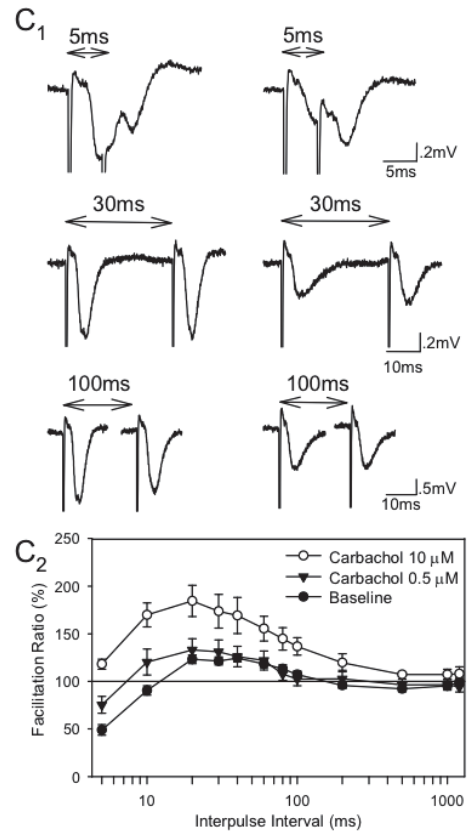 C1
5ms 5ms
.2mV
5ms
30ms 30ms
.2mV
10ms
100ms 100ms
.5mV
10ms
C2
250
200
150
100
50
0
Facilitation Ratio (%)
Carbachol 10 μM
Carbachol 0.5 μM
Baseline
10 100 1000
Interpulse Interval (ms)